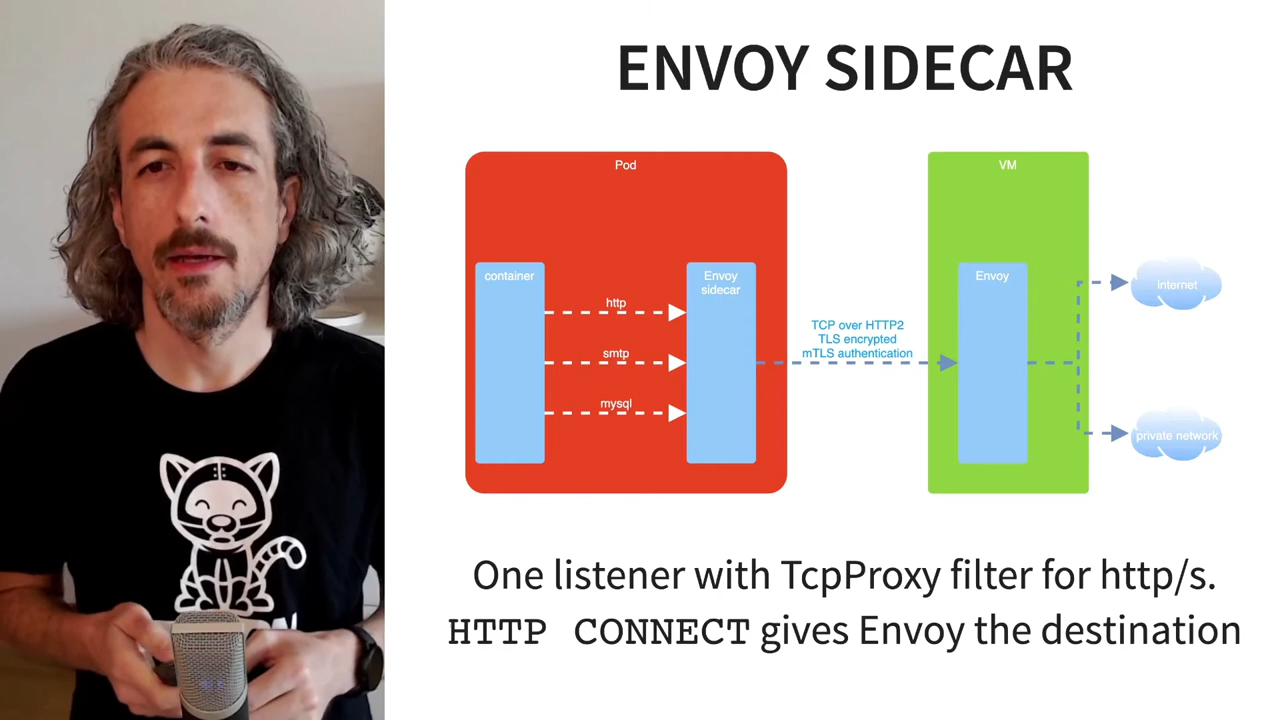 ENVOY SIDECAR
Pod
VM
container
Envoy
sidecar
Envoy
http
smtp
mysql
TCP over HTTP2
TLS encrypted
mTLS authentication
internet
private network
One listener with TcpProxy filter for http/s.
HTTP CONNECT gives Envoy the destination